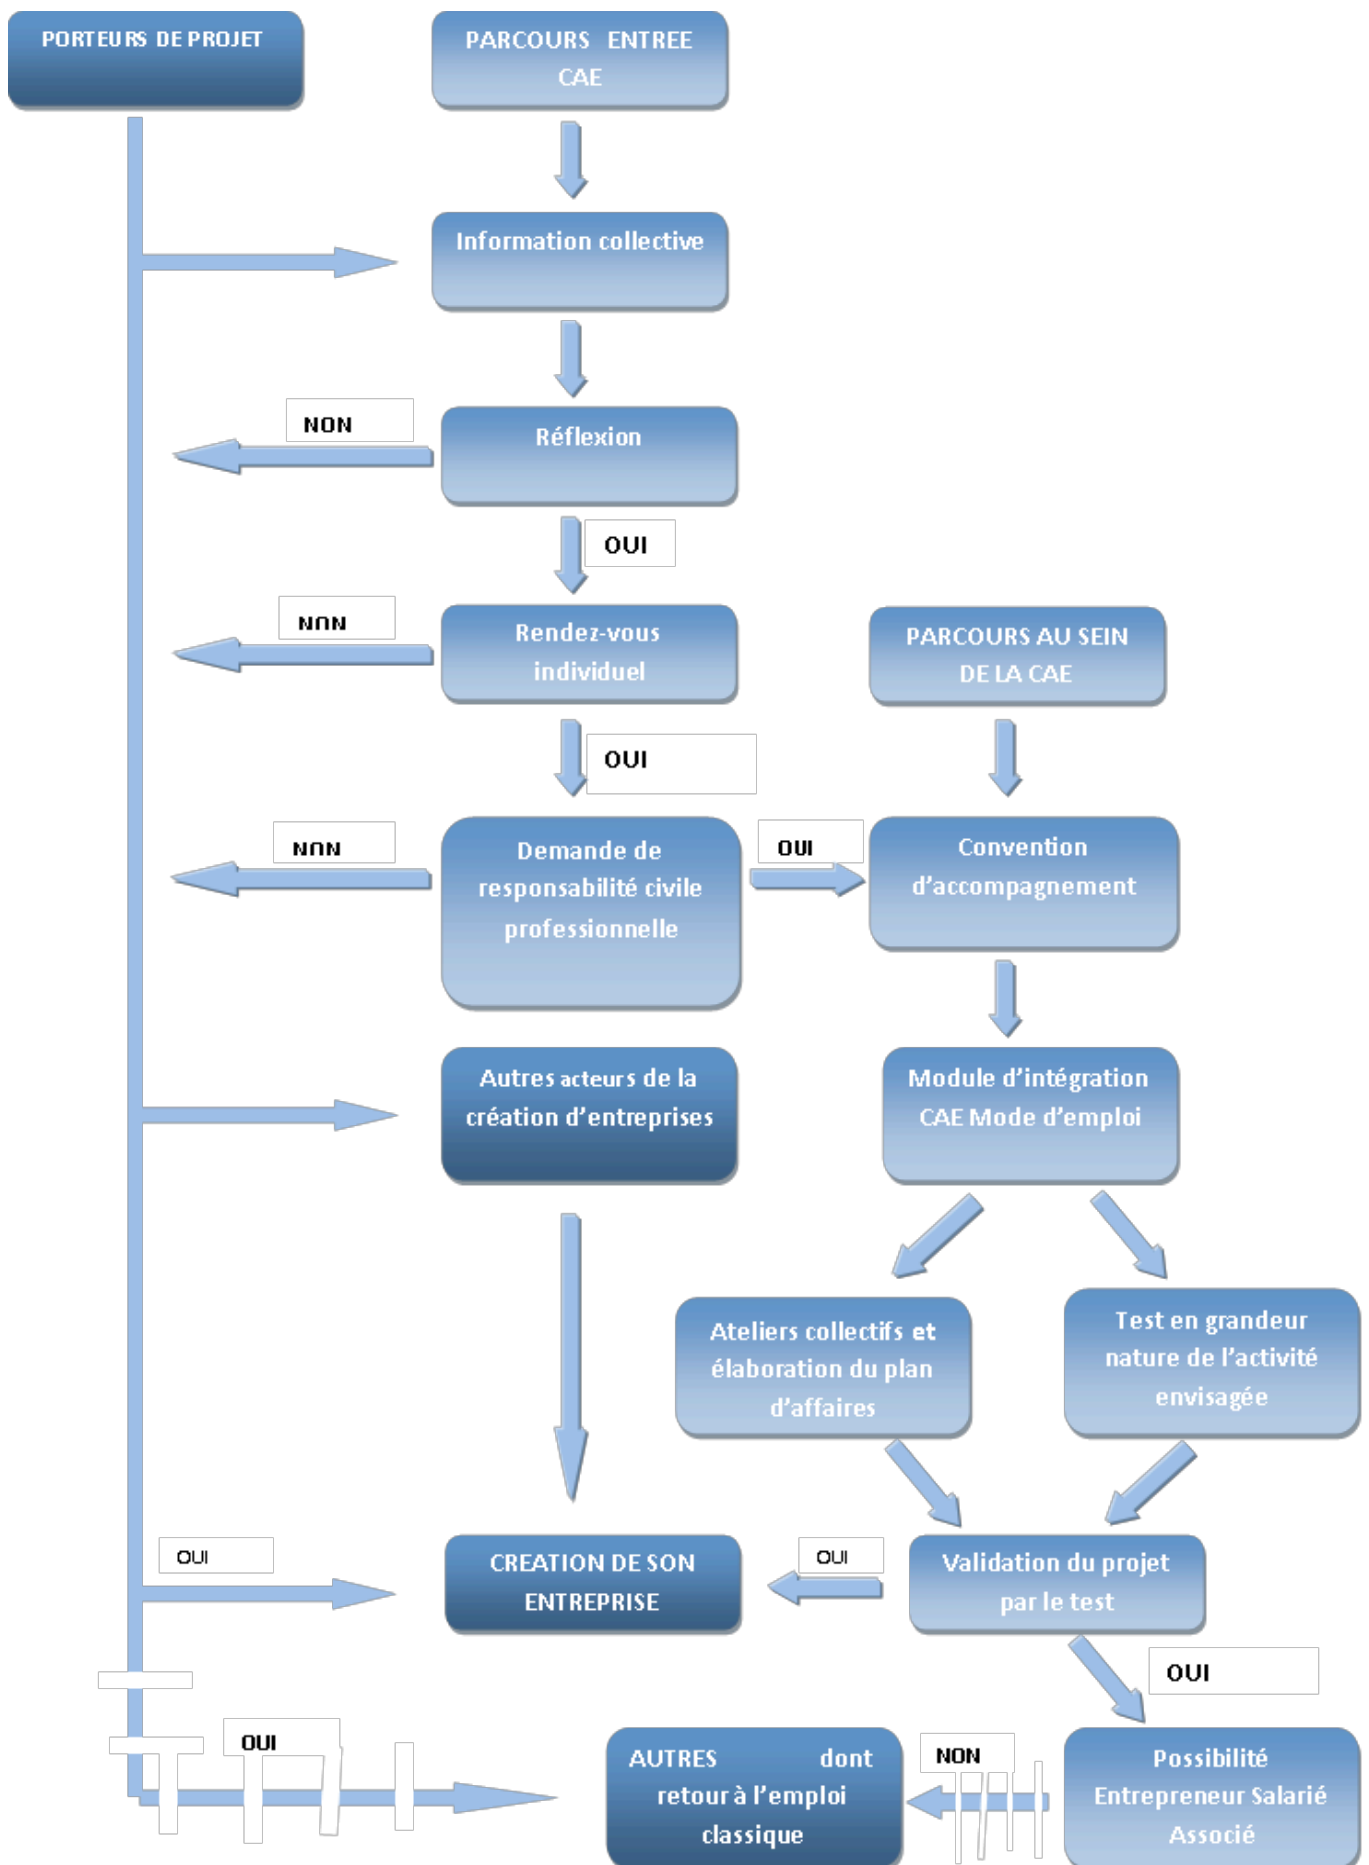 PORTEURS DE PROJET
PARCOURS ENTREE
CAE
Information collective
NON
Réflexion
OUI
NON
Rendez-vous
individuel
PARCOURS AU SEIN
DE LA CAE
OUI
NON
Demande de
responsabilité civile
professionnelle
OUI
Convention
d'accompagnement
Autres acteurs de la
création d'entreprises
Module d'intégration
CAE Mode d'emploi
Ateliers collectifs et
élaboration du plan
d'affaires
Test en grandeur
nature de l'activité
envisagée
OUI
CREATION DE SON
ENTREPRISE
OUI
Validation du projet
par le test
OUI
OUI
AUTRES dont
retour à l'emploi
classique
NON
Possibilité
Entrepreneur Salarié
Associé